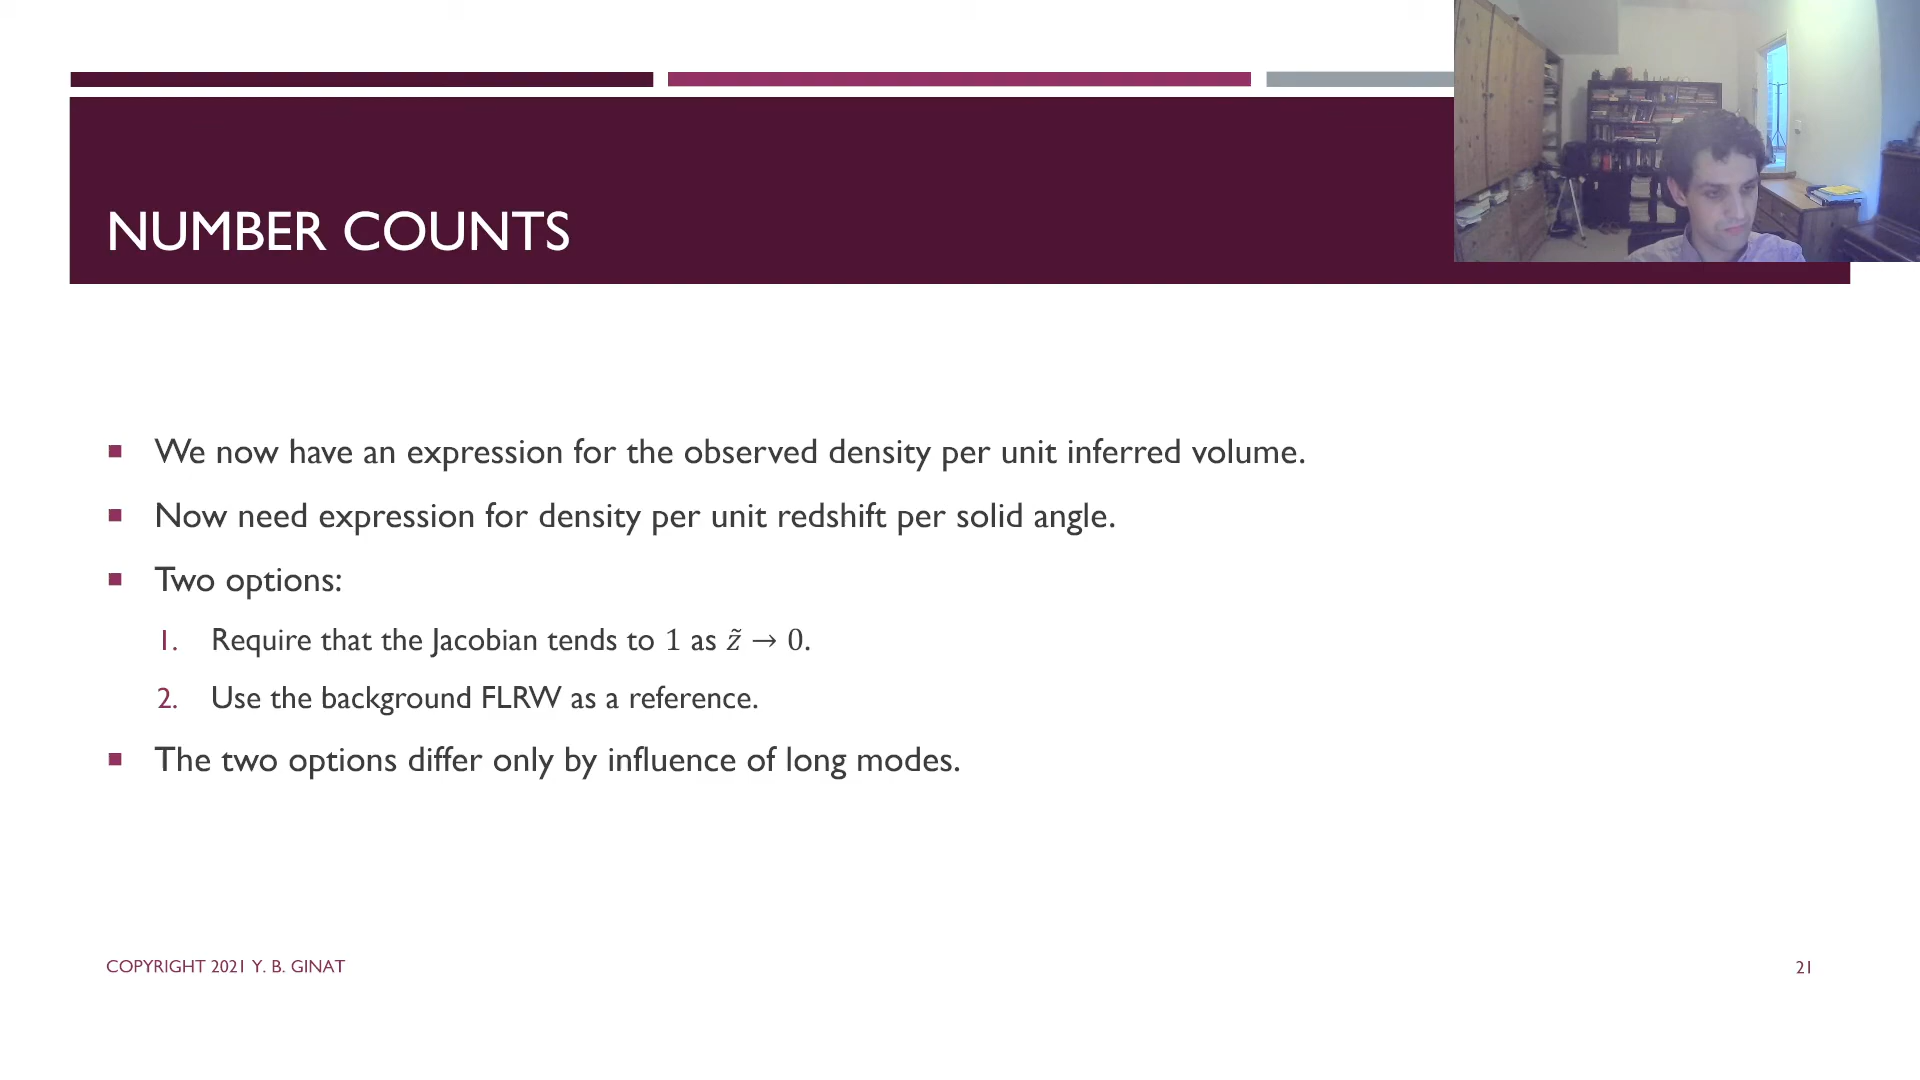 NUMBER COUNTS
We now have an expression for the observed density per unit inferred volume.
Now need expression for density per unit redshift per solid angle.
Two options:
1. Require that the Jacobian tends to 1 as z̃ → 0.
2. Use the background FLRW as a reference.
The two options differ only by influence of long modes.
COPYRIGHT 2021 Y. B. GINAT
21